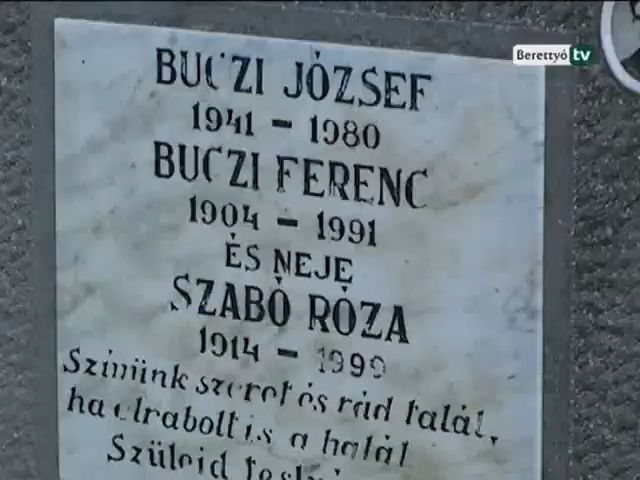 Berettyó tv
BUCZI JÓZSEF
1941 - 1980
BUCZI FERENC
1904 - 1991
ÉS NEJE
SZABÓ RÓZA
1914 - 1999
Szivünk szeret és rád talál,
ha elrabolt is a halál
Szüleid